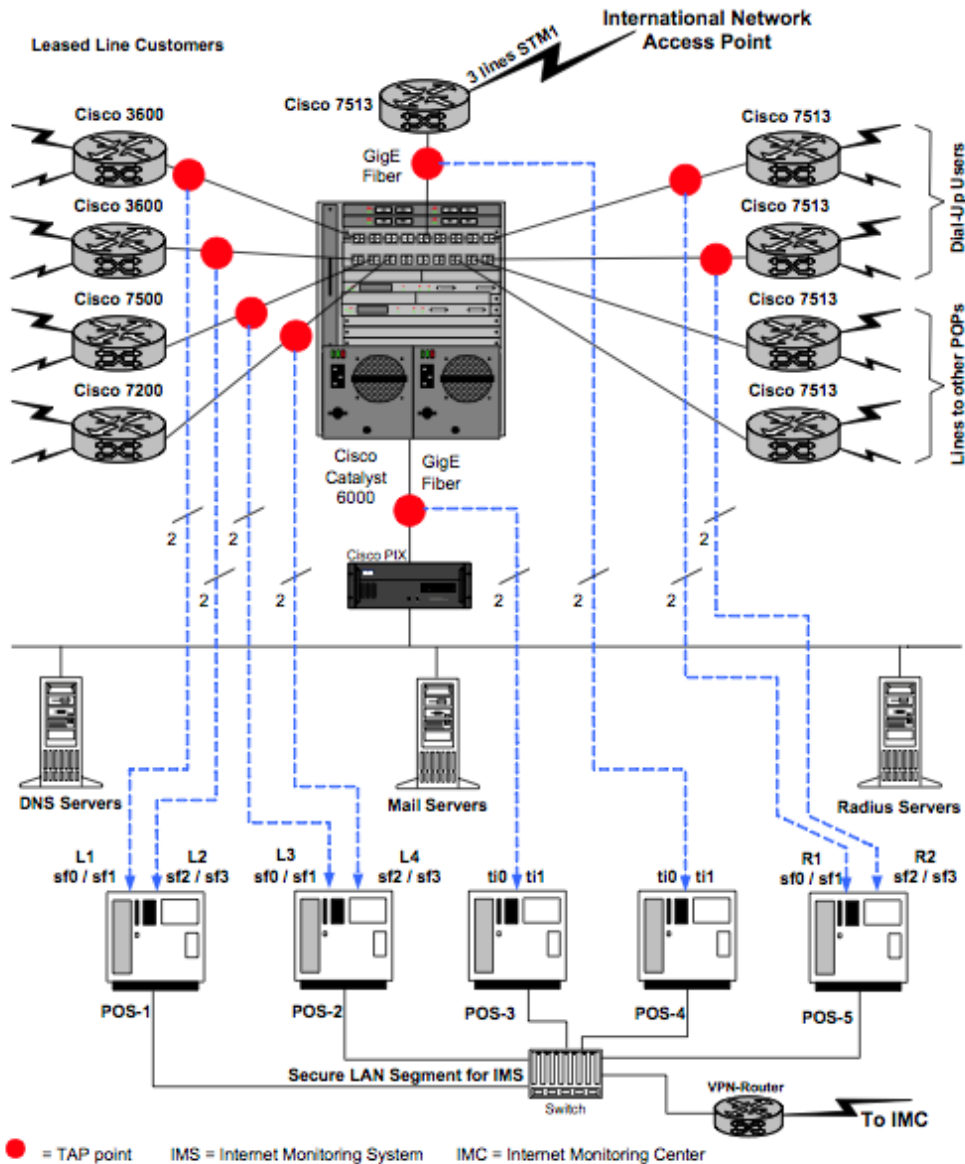 International Network
Access Point
Leased Line Customers
3 lines STM1
Cisco 7513
Cisco 3600
Cisco 7513
GigE
Fiber
Dial-Up Users
Cisco 3600
Cisco 7513
Cisco 7500
Cisco 7513
Lines to other POPs
Cisco 7200
Cisco 7513
Cisco
Catalyst
6000
GigE
Fiber
2
2
2
Cisco PIX
2
2
2
2
2
DNS Servers
Mail Servers
Radius Servers
L1
sf0 / sf1
L2
sf2 / sf3
L3
sf0 / sf1
L4
sf2 / sf3
ti0 ti1
ti0 ti1
R1
sf0 / sf1
R2
sf2 / sf3
POS-1
POS-2
POS-3
POS-4
POS-5
Secure LAN Segment for IMS
Switch
VPN-Router
To IMC
= TAP point IMS = Internet Monitoring System IMC = Internet Monitoring Center